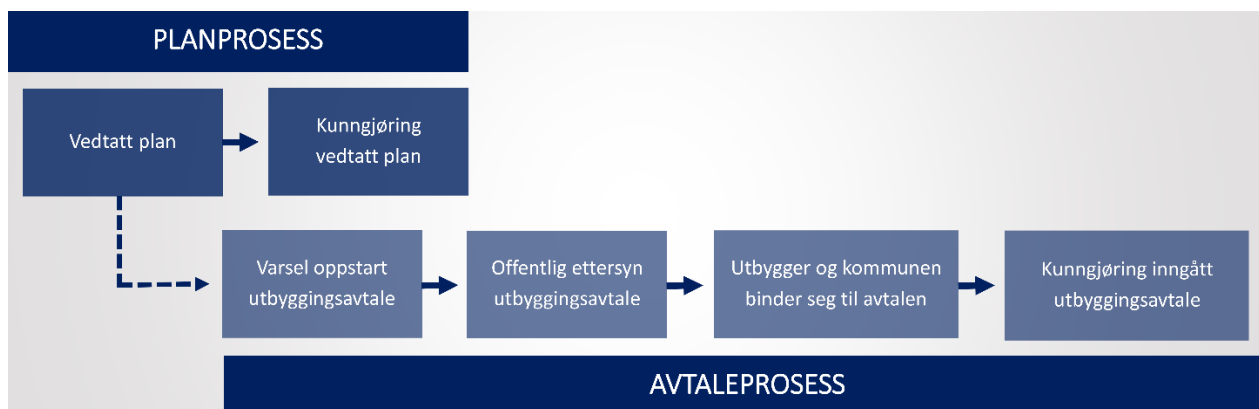 PLANPROSESS
Vedtatt plan
Kunngjøring
vedtatt plan
Varsel oppstart
utbyggingsavtale
Offentlig ettersyn
utbyggingsavtale
Utbygger og kommunen
binder seg til avtalen
Kunngjøring inngått
utbyggingsavtale
AVTALEPROSESS